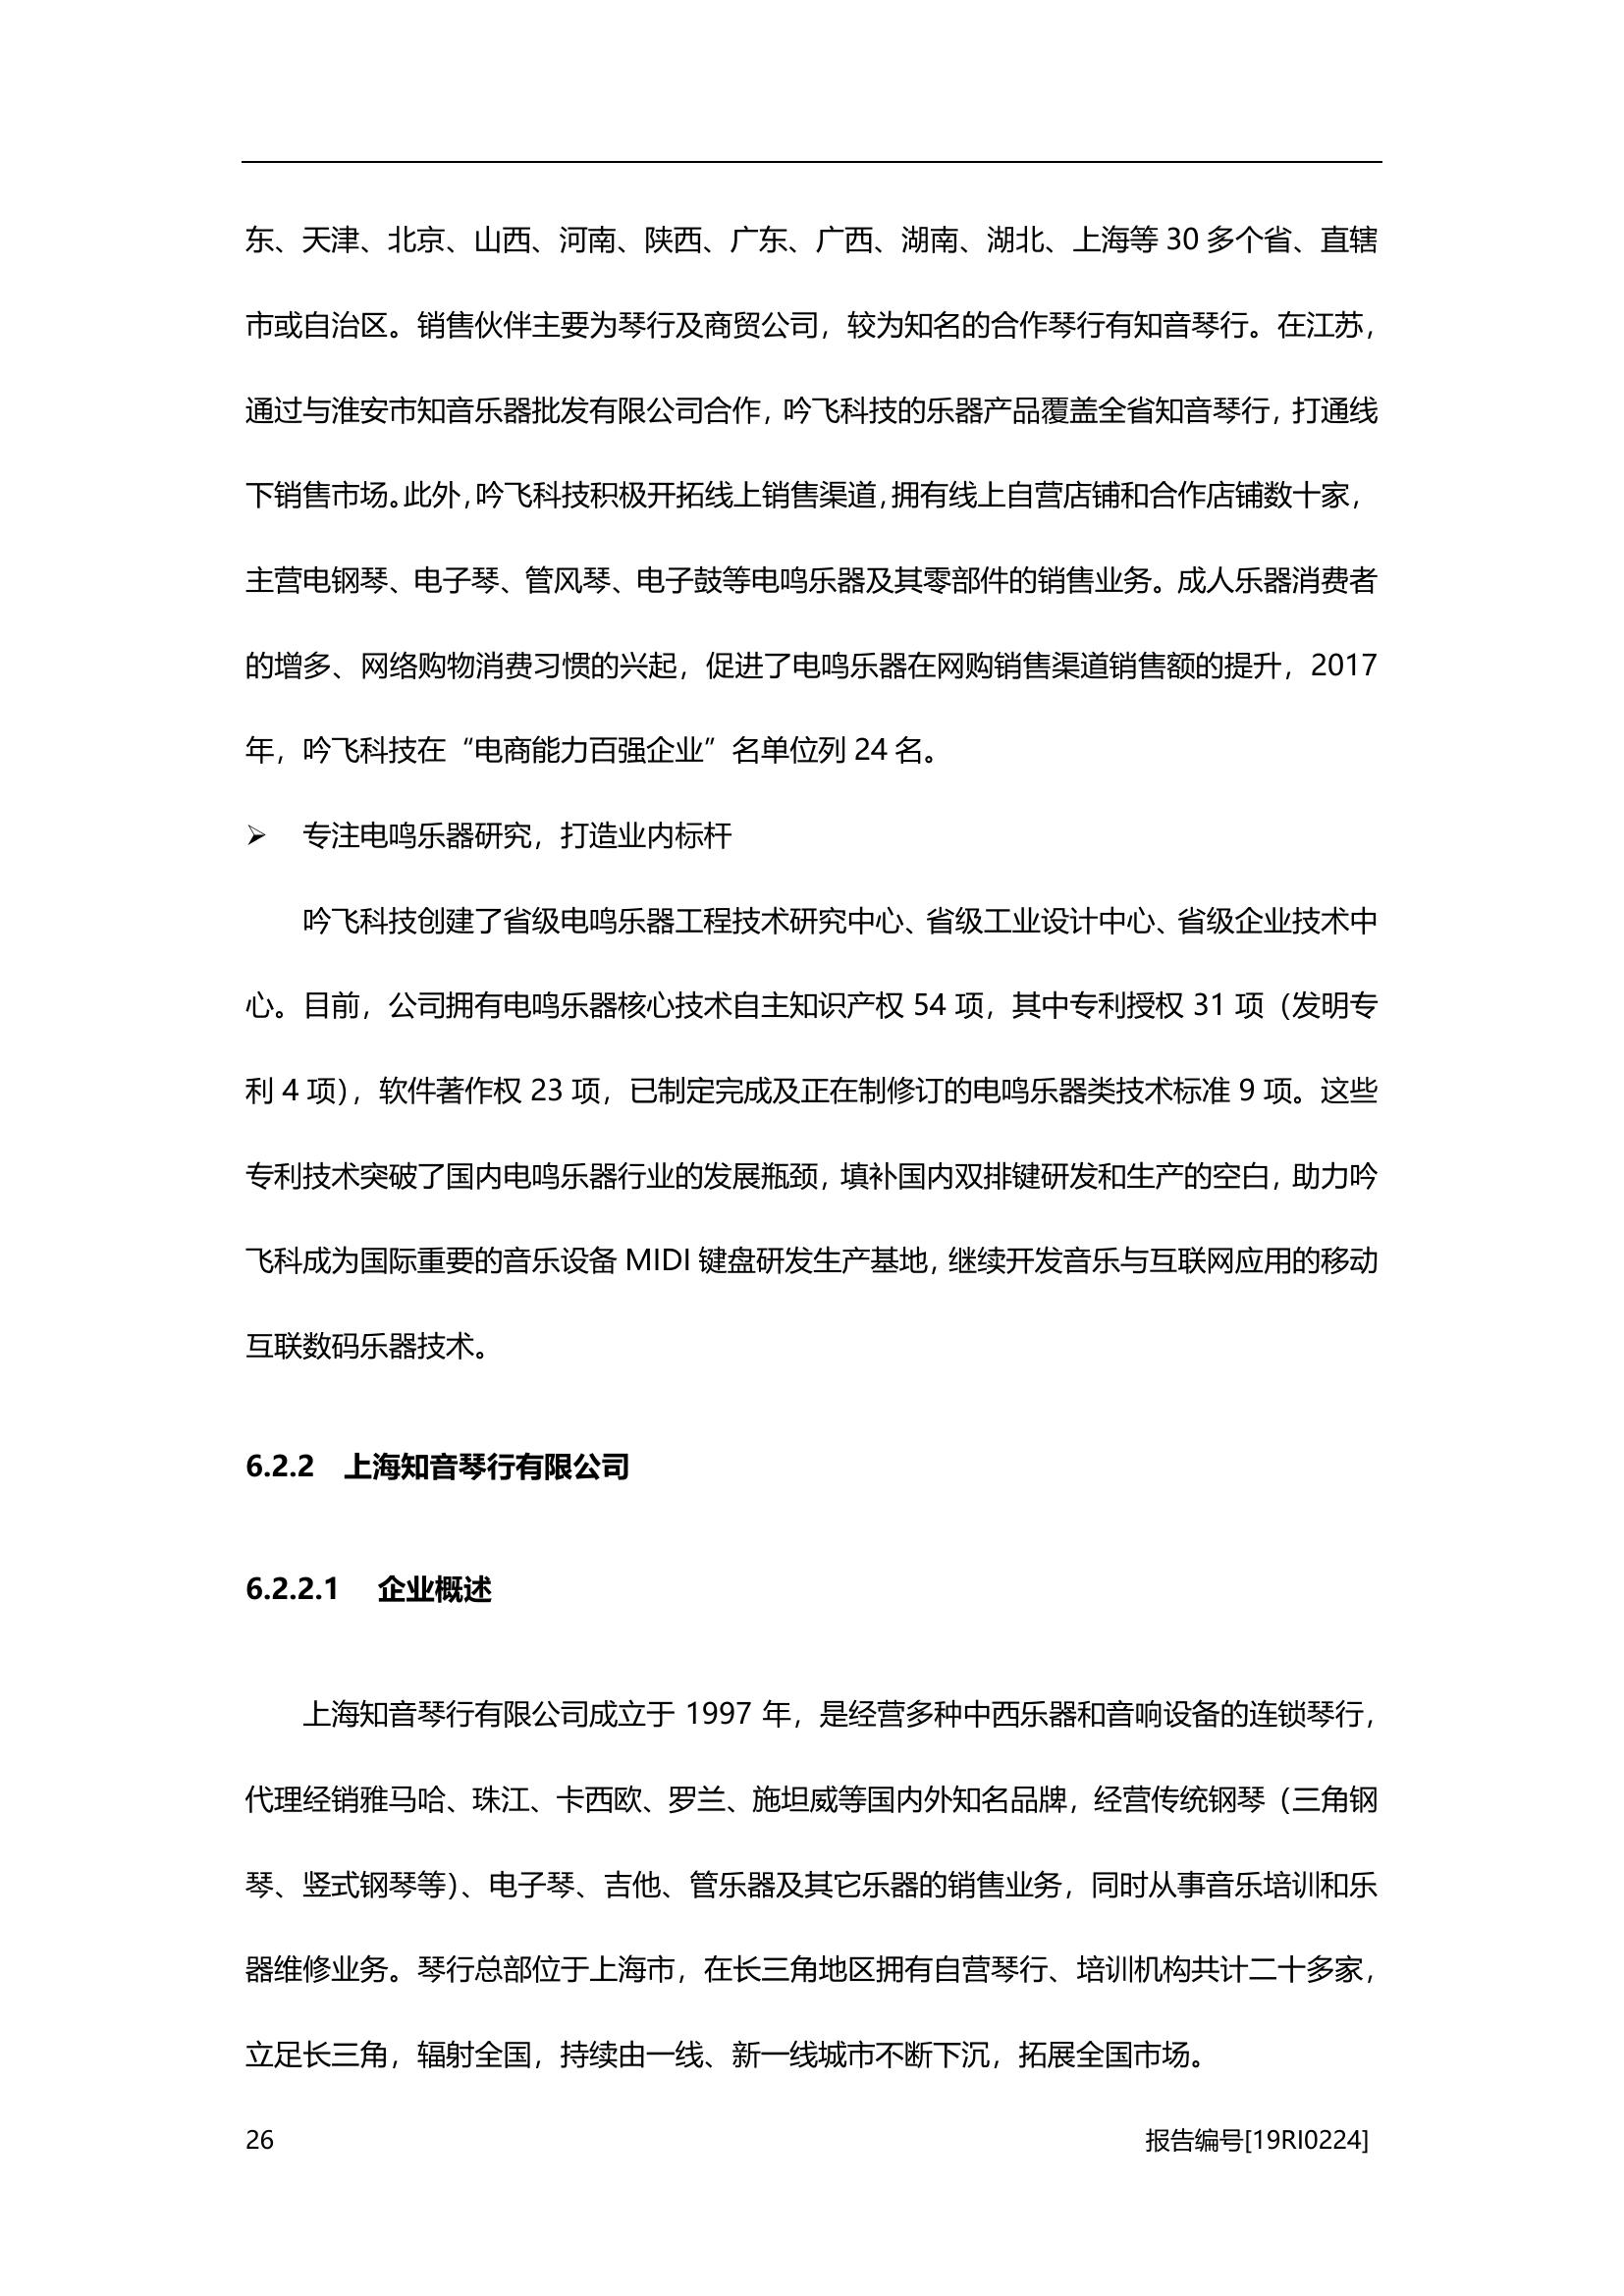 东、天津、北京、山西、河南、陕西、广东、广西、湖南、湖北、上海等 30 多个省、直辖
市或自治区。销售伙伴主要为琴行及商贸公司，较为知名的合作琴行有知音琴行。在江苏，
通过与淮安市知音乐器批发有限公司合作，吟飞科技的乐器产品覆盖全省知音琴行，打通线
下销售市场。此外，吟飞科技积极开拓线上销售渠道，拥有线上自营店铺和合作店铺数十家，
主营电钢琴、电子琴、管风琴、电子鼓等电鸣乐器及其零部件的销售业务。成人乐器消费者
的增多、网络购物消费习惯的兴起，促进了电鸣乐器在网购销售渠道销售额的提升，2017
年，吟飞科技在“电商能力百强企业”名单位列 24 名。
➢ 专注电鸣乐器研究，打造业内标杆
吟飞科技创建了省级电鸣乐器工程技术研究中心、省级工业设计中心、省级企业技术中
心。目前，公司拥有电鸣乐器核心技术自主知识产权 54 项，其中专利授权 31 项（发明专
利 4 项），软件著作权 23 项，已制定完成及正在制修订的电鸣乐器类技术标准 9 项。这些
专利技术突破了国内电鸣乐器行业的发展瓶颈，填补国内双排键研发和生产的空白，助力吟
飞科成为国际重要的音乐设备 MIDI 键盘研发生产基地，继续开发音乐与互联网应用的移动
互联数码乐器技术。
6.2.2 上海知音琴行有限公司
6.2.2.1 企业概述
上海知音琴行有限公司成立于 1997 年，是经营多种中西乐器和音响设备的连锁琴行，
代理经销雅马哈、珠江、卡西欧、罗兰、施坦威等国内外知名品牌，经营传统钢琴（三角钢
琴、竖式钢琴等）、电子琴、吉他、管乐器及其它乐器的销售业务，同时从事音乐培训和乐
器维修业务。琴行总部位于上海市，在长三角地区拥有自营琴行、培训机构共计二十多家，
立足长三角，辐射全国，持续由一线、新一线城市不断下沉，拓展全国市场。
26 报告编号[19RI0224]